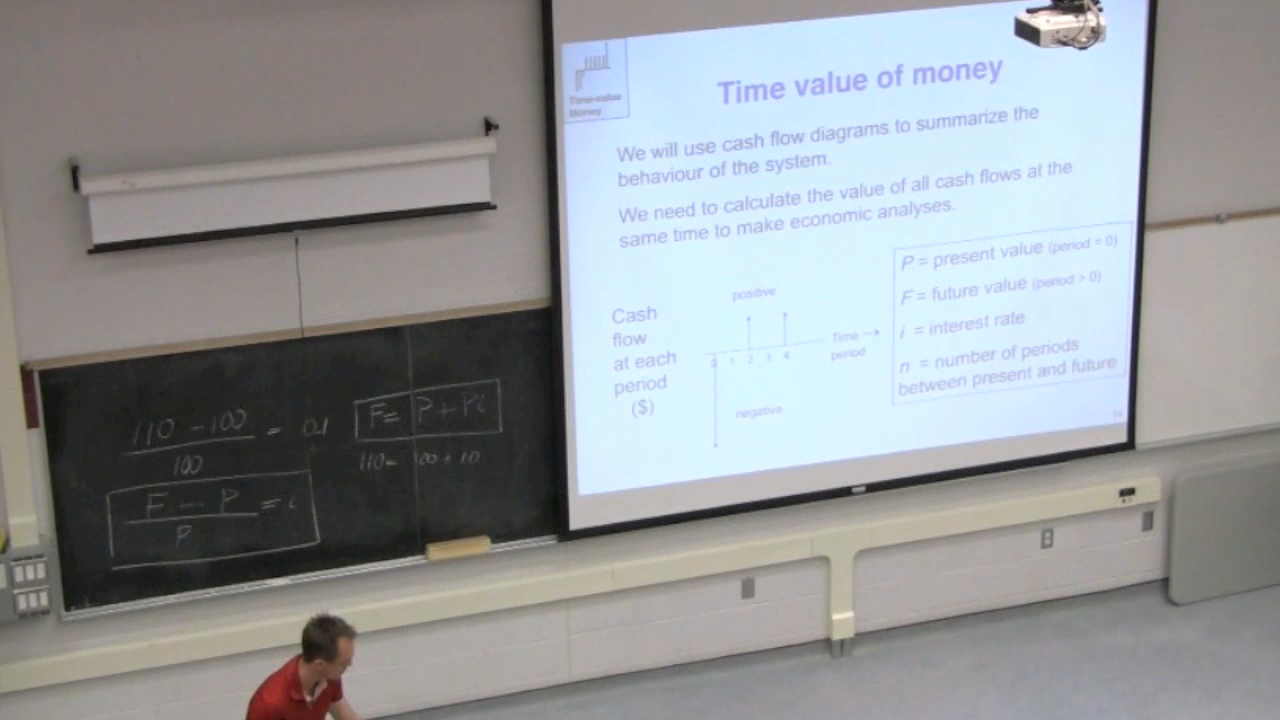 Time-value
Money
Time value of money
We will use cash flow diagrams to summarize the
behaviour of the system.
We need to calculate the value of all cash flows at the
same time to make economic analyses.
Cash
flow
at each
period
($)
positive
0 1 2 3 4
Time →
period
negative
P = present value (period = 0)
F = future value (period > 0)
i = interest rate
n = number of periods
between present and future
110 - 100
100
= 0.1
F - P
P
= i
F = P + Pi
110 = 100 + 10